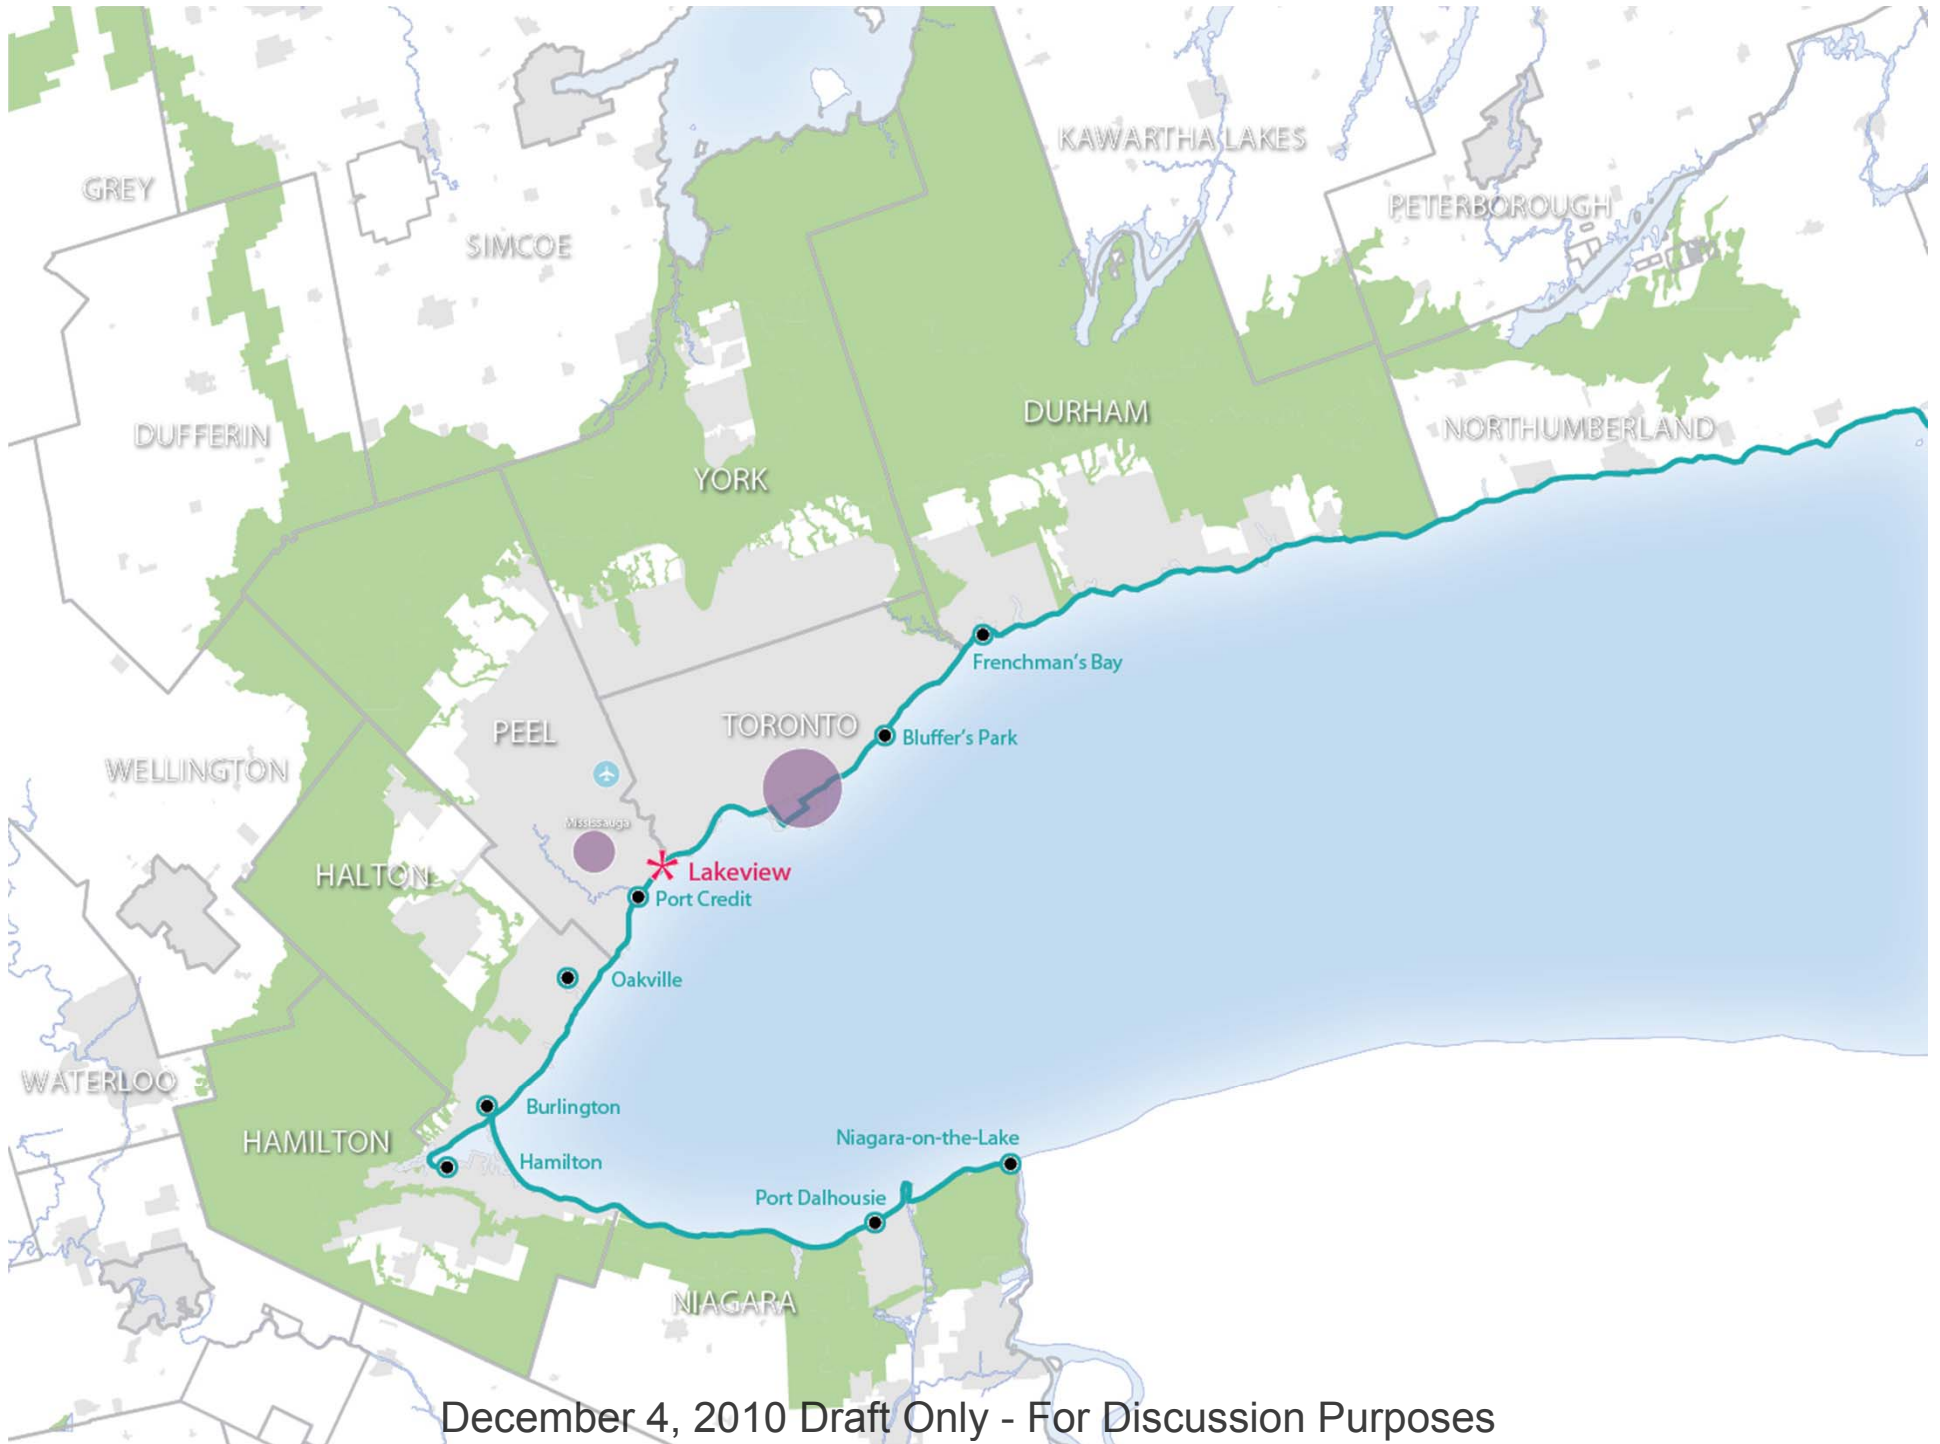 KAWARTHA LAKES
GREY
PETERBOROUGH
SIMCOE
DURHAM
NORTHUMBERLAND
DUFFERIN
YORK
Frenchman's Bay
TORONTO
PEEL
Bluffer's Park
WELLINGTON
Mississauga
Lakeview
HALTON
Port Credit
Oakville
WATERLOO
Burlington
HAMILTON
Niagara-on-the-Lake
Hamilton
Port Dalhousie
NIAGARA
December 4, 2010 Draft Only - For Discussion Purposes